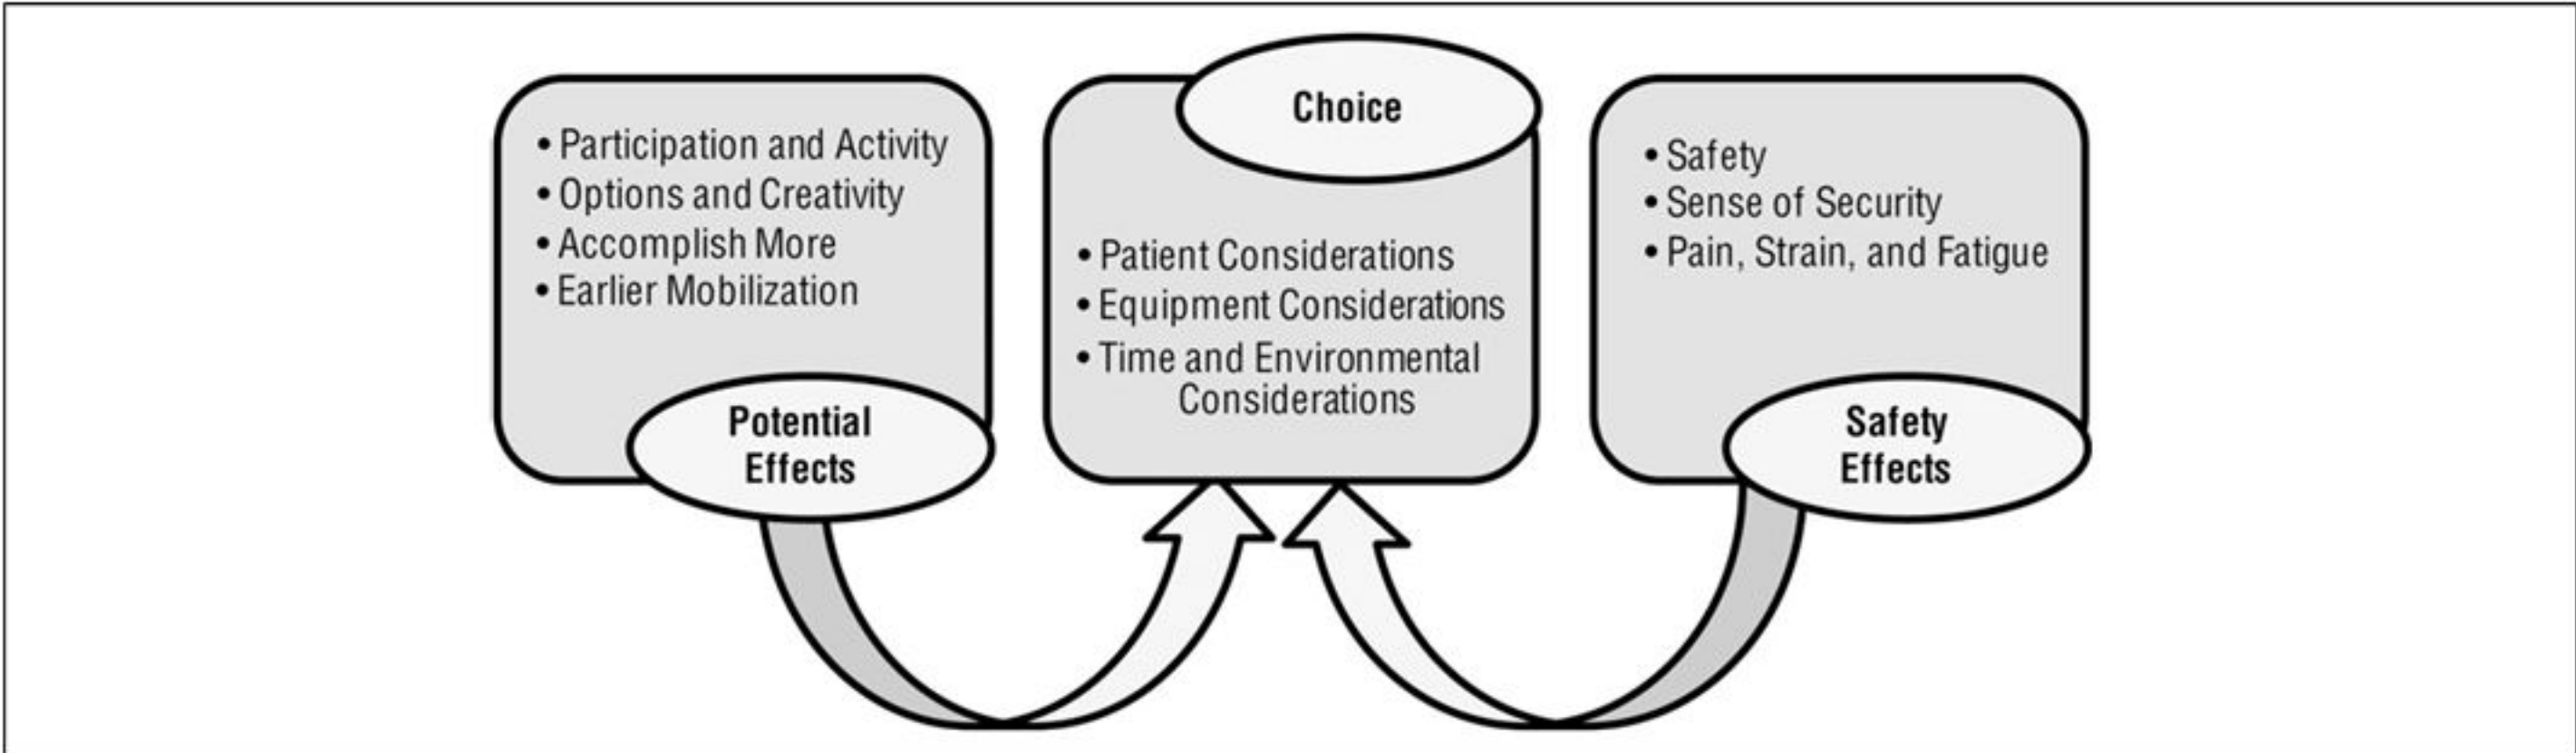 • Participation and Activity
• Options and Creativity
• Accomplish More
• Earlier Mobilization
Potential
Effects
Choice
• Patient Considerations
• Equipment Considerations
• Time and Environmental
Considerations
• Safety
• Sense of Security
• Pain, Strain, and Fatigue
Safety
Effects